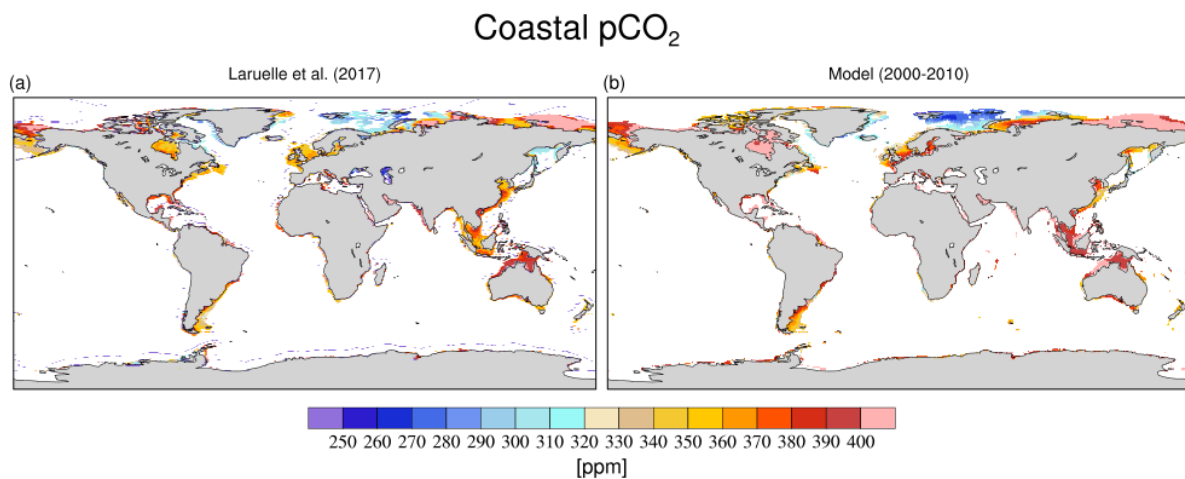 Coastal pCO₂
(a) Laruelle et al. (2017)
(b) Model (2000-2010)
250 260 270 280 290 300 310 320 330 340 350 360 370 380 390 400
[ppm]